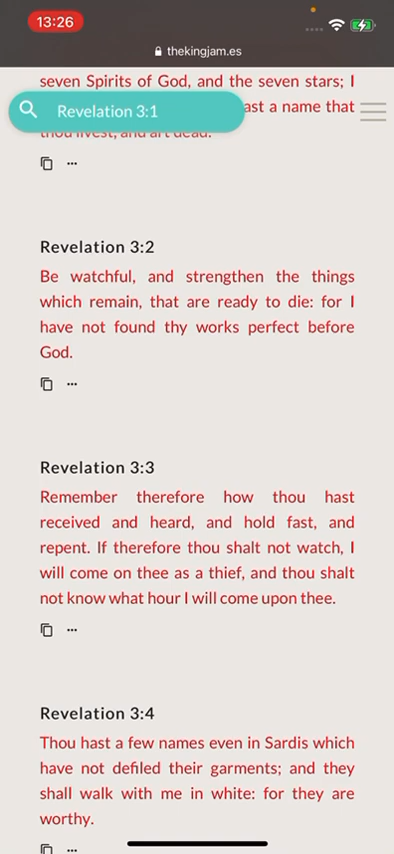 13:26
thekingjam.es
seven Spirits of God, and the seven stars; I
Revelation 3:1
ast a name that
thou livest, and art dead.
Revelation 3:2
Be watchful, and strengthen the things
which remain, that are ready to die: for I
have not found thy works perfect before
God.
Revelation 3:3
Remember therefore how thou hast
received and heard, and hold fast, and
repent. If therefore thou shalt not watch, I
will come on thee as a thief, and thou shalt
not know what hour I will come upon thee.
Revelation 3:4
Thou hast a few names even in Sardis which
have not defiled their garments; and they
shall walk with me in white: for they are
worthy.